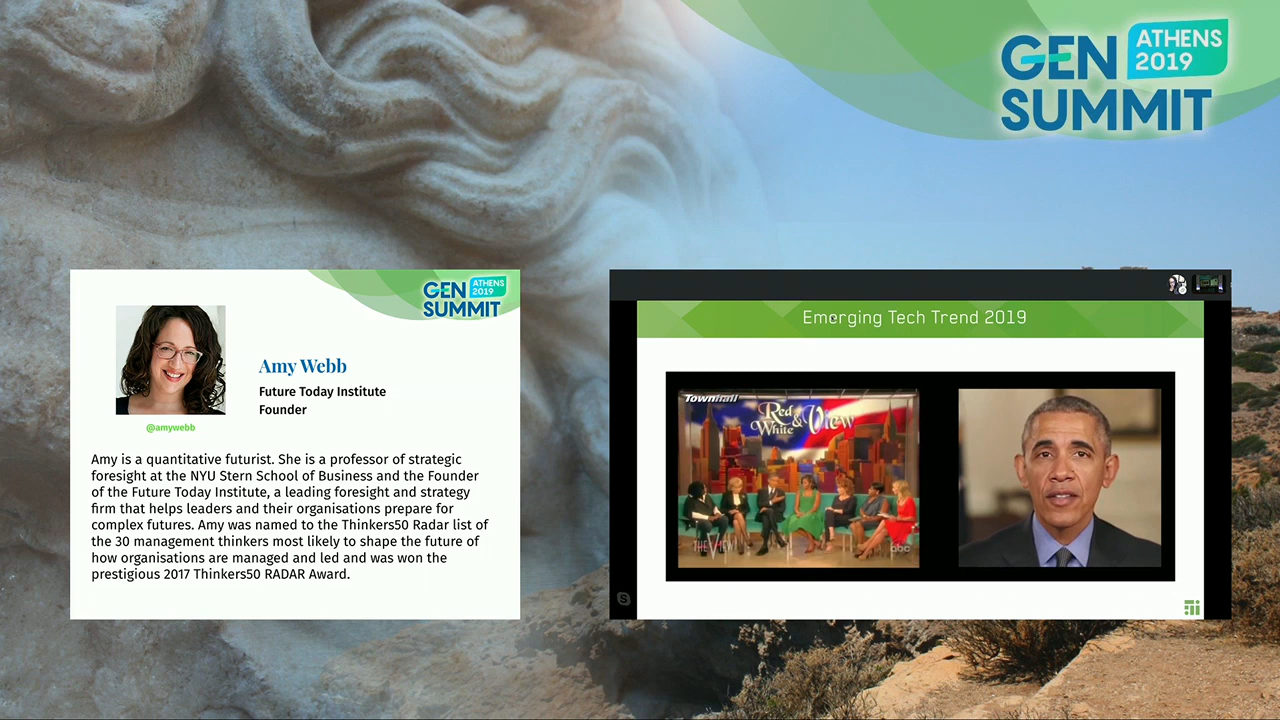 GEN
ATHENS
2019
SUMMIT
GEN
ATHENS
2019
SUMMIT
Amy Webb
Future Today Institute
Founder
@amywebb
Amy is a quantitative futurist. She is a professor of strategic
foresight at the NYU Stern School of Business and the Founder
of the Future Today Institute, a leading foresight and strategy
firm that helps leaders and their organisations prepare for
complex futures. Amy was named to the Thinkers50 Radar list of
the 30 management thinkers most likely to shape the future of
how organisations are managed and led and was won the
prestigious 2017 Thinkers50 RADAR Award.
Emerging Tech Trend 2019
Townhall
Red
White & View
THE VIEW
abc